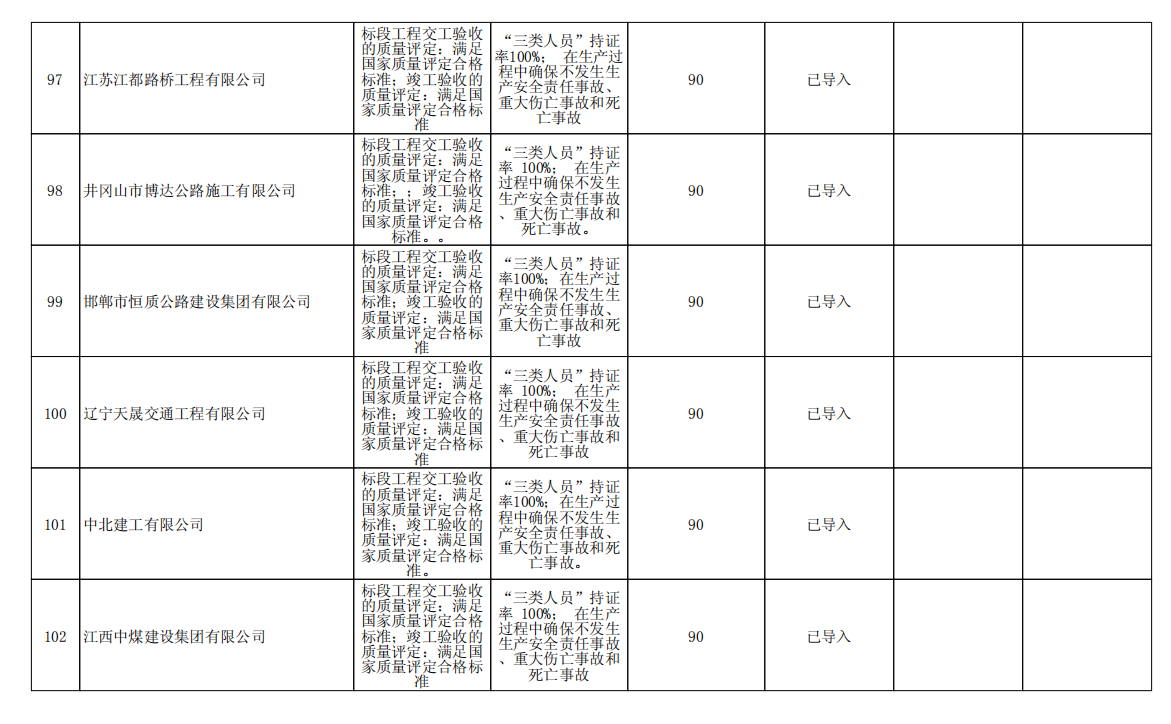 97
江苏江都路桥工程有限公司
标段工程交工验收
的质量评定：满足
国家质量评定合格
标准；竣工验收的
质量评定：满足国
家质量评定合格标
准
“三类人员”持证
率100%； 在生产过
程中确保不发生生
产安全责任事故、
重大伤亡事故和死
亡事故
90
已导入
98
井冈山市博达公路施工有限公司
标段工程交工验收
的质量评定：满足
国家质量评定合格
标准；；竣工验收
的质量评定：满足
国家质量评定合格
标准。。
“三类人员”持证
率 100%； 在生产
过程中确保不发生
生产安全责任事故
、重大伤亡事故和
死亡事故。
90
已导入
99
邯郸市恒质公路建设集团有限公司
标段工程交工验收
的质量评定：满足
国家质量评定合格
标准；竣工验收的
质量评定：满足国
家质量评定合格标
准
“三类人员”持证
率100%；在生产过
程中确保不发生生
产安全责任事故、
重大伤亡事故和死
亡事故
90
已导入
100
辽宁天晟交通工程有限公司
标段工程交工验收
的质量评定：满足
国家质量评定合格
标准；竣工验收的
质量评定：满足国
家质量评定合格标
准
“三类人员”持证
率 100%； 在生产
过程中确保不发生
生产安全责任事故
、重大伤亡事故和
死亡事故
90
已导入
101
中北建工有限公司
标段工程交工验收
的质量评定：满足
国家质量评定合格
标准；竣工验收的
质量评定：满足国
家质量评定合格标
准。
“三类人员”持证
率100%；在生产过
程中确保不发生生
产安全责任事故、
重大伤亡事故和死
亡事故。
90
已导入
102
江西中煤建设集团有限公司
标段工程交工验收
的质量评定：满足
国家质量评定合格
标准；竣工验收的
质量评定：满足国
家质量评定合格标
准
“三类人员”持证
率 100%； 在生产
过程中确保不发生
生产安全责任事故
、重大伤亡事故和
死亡事故
90
已导入